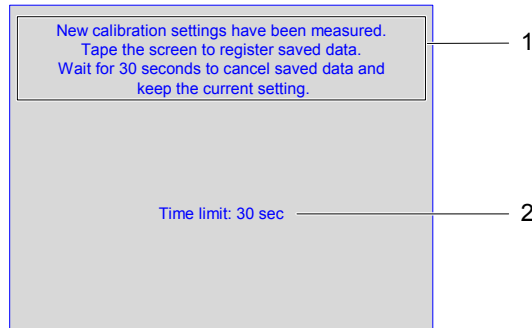 New calibration settings have been measured.
Tape the screen to register saved data.
Wait for 30 seconds to cancel saved data and
keep the current setting.
1
Time limit: 30 sec
2